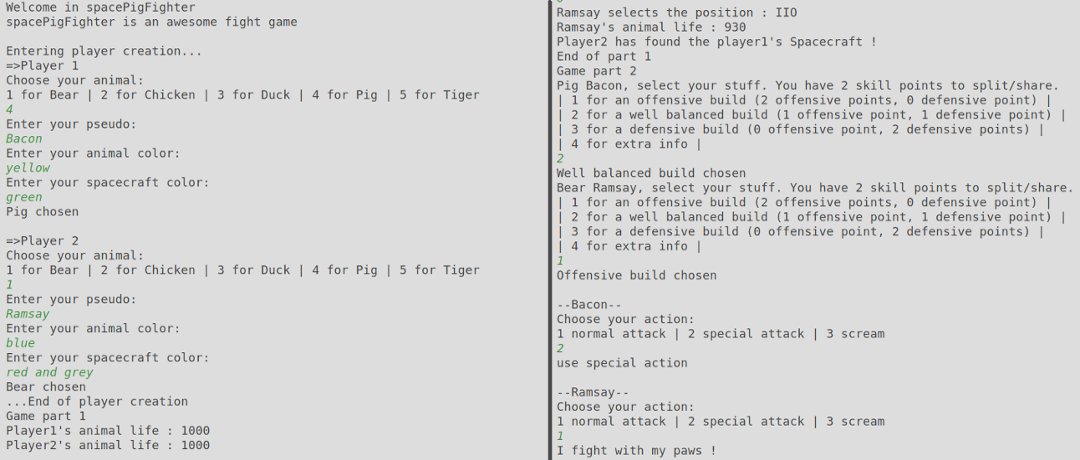 Welcome in spacePigFighter
spacePigFighter is an awesome fight game
Entering player creation...
=>Player 1
Choose your animal:
1 for Bear | 2 for Chicken | 3 for Duck | 4 for Pig | 5 for Tiger
4
Enter your pseudo:
Bacon
Enter your animal color:
yellow
Enter your spacecraft color:
green
Pig chosen
=>Player 2
Choose your animal:
1 for Bear | 2 for Chicken | 3 for Duck | 4 for Pig | 5 for Tiger
1
Enter your pseudo:
Ramsay
Enter your animal color:
blue
Enter your spacecraft color:
red and grey
Bear chosen
...End of player creation
Game part 1
Player1's animal life : 1000
Player2's animal life : 1000
Ramsay selects the position : IIO
Ramsay's animal life : 930
Player2 has found the player1's Spacecraft !
End of part 1
Game part 2
Pig Bacon, select your stuff. You have 2 skill points to split/share.
| 1 for an offensive build (2 offensive points, 0 defensive point) |
| 2 for a well balanced build (1 offensive point, 1 defensive point) |
| 3 for a defensive build (0 offensive point, 2 defensive points) |
| 4 for extra info |
2
Well balanced build chosen
Bear Ramsay, select your stuff. You have 2 skill points to split/share.
| 1 for an offensive build (2 offensive points, 0 defensive point) |
| 2 for a well balanced build (1 offensive point, 1 defensive point) |
| 3 for a defensive build (0 offensive point, 2 defensive points) |
| 4 for extra info |
1
Offensive build chosen
--Bacon--
Choose your action:
1 normal attack | 2 special attack | 3 scream
2
use special action
--Ramsay--
Choose your action:
1 normal attack | 2 special attack | 3 scream
1
I fight with my paws !